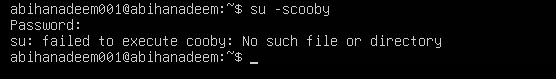 abihanadeem001@abihanadeem:~$ su -scooby
Password:
su: failed to execute cooby: No such file or directory
abihanadeem001@abihanadeem:~$ _